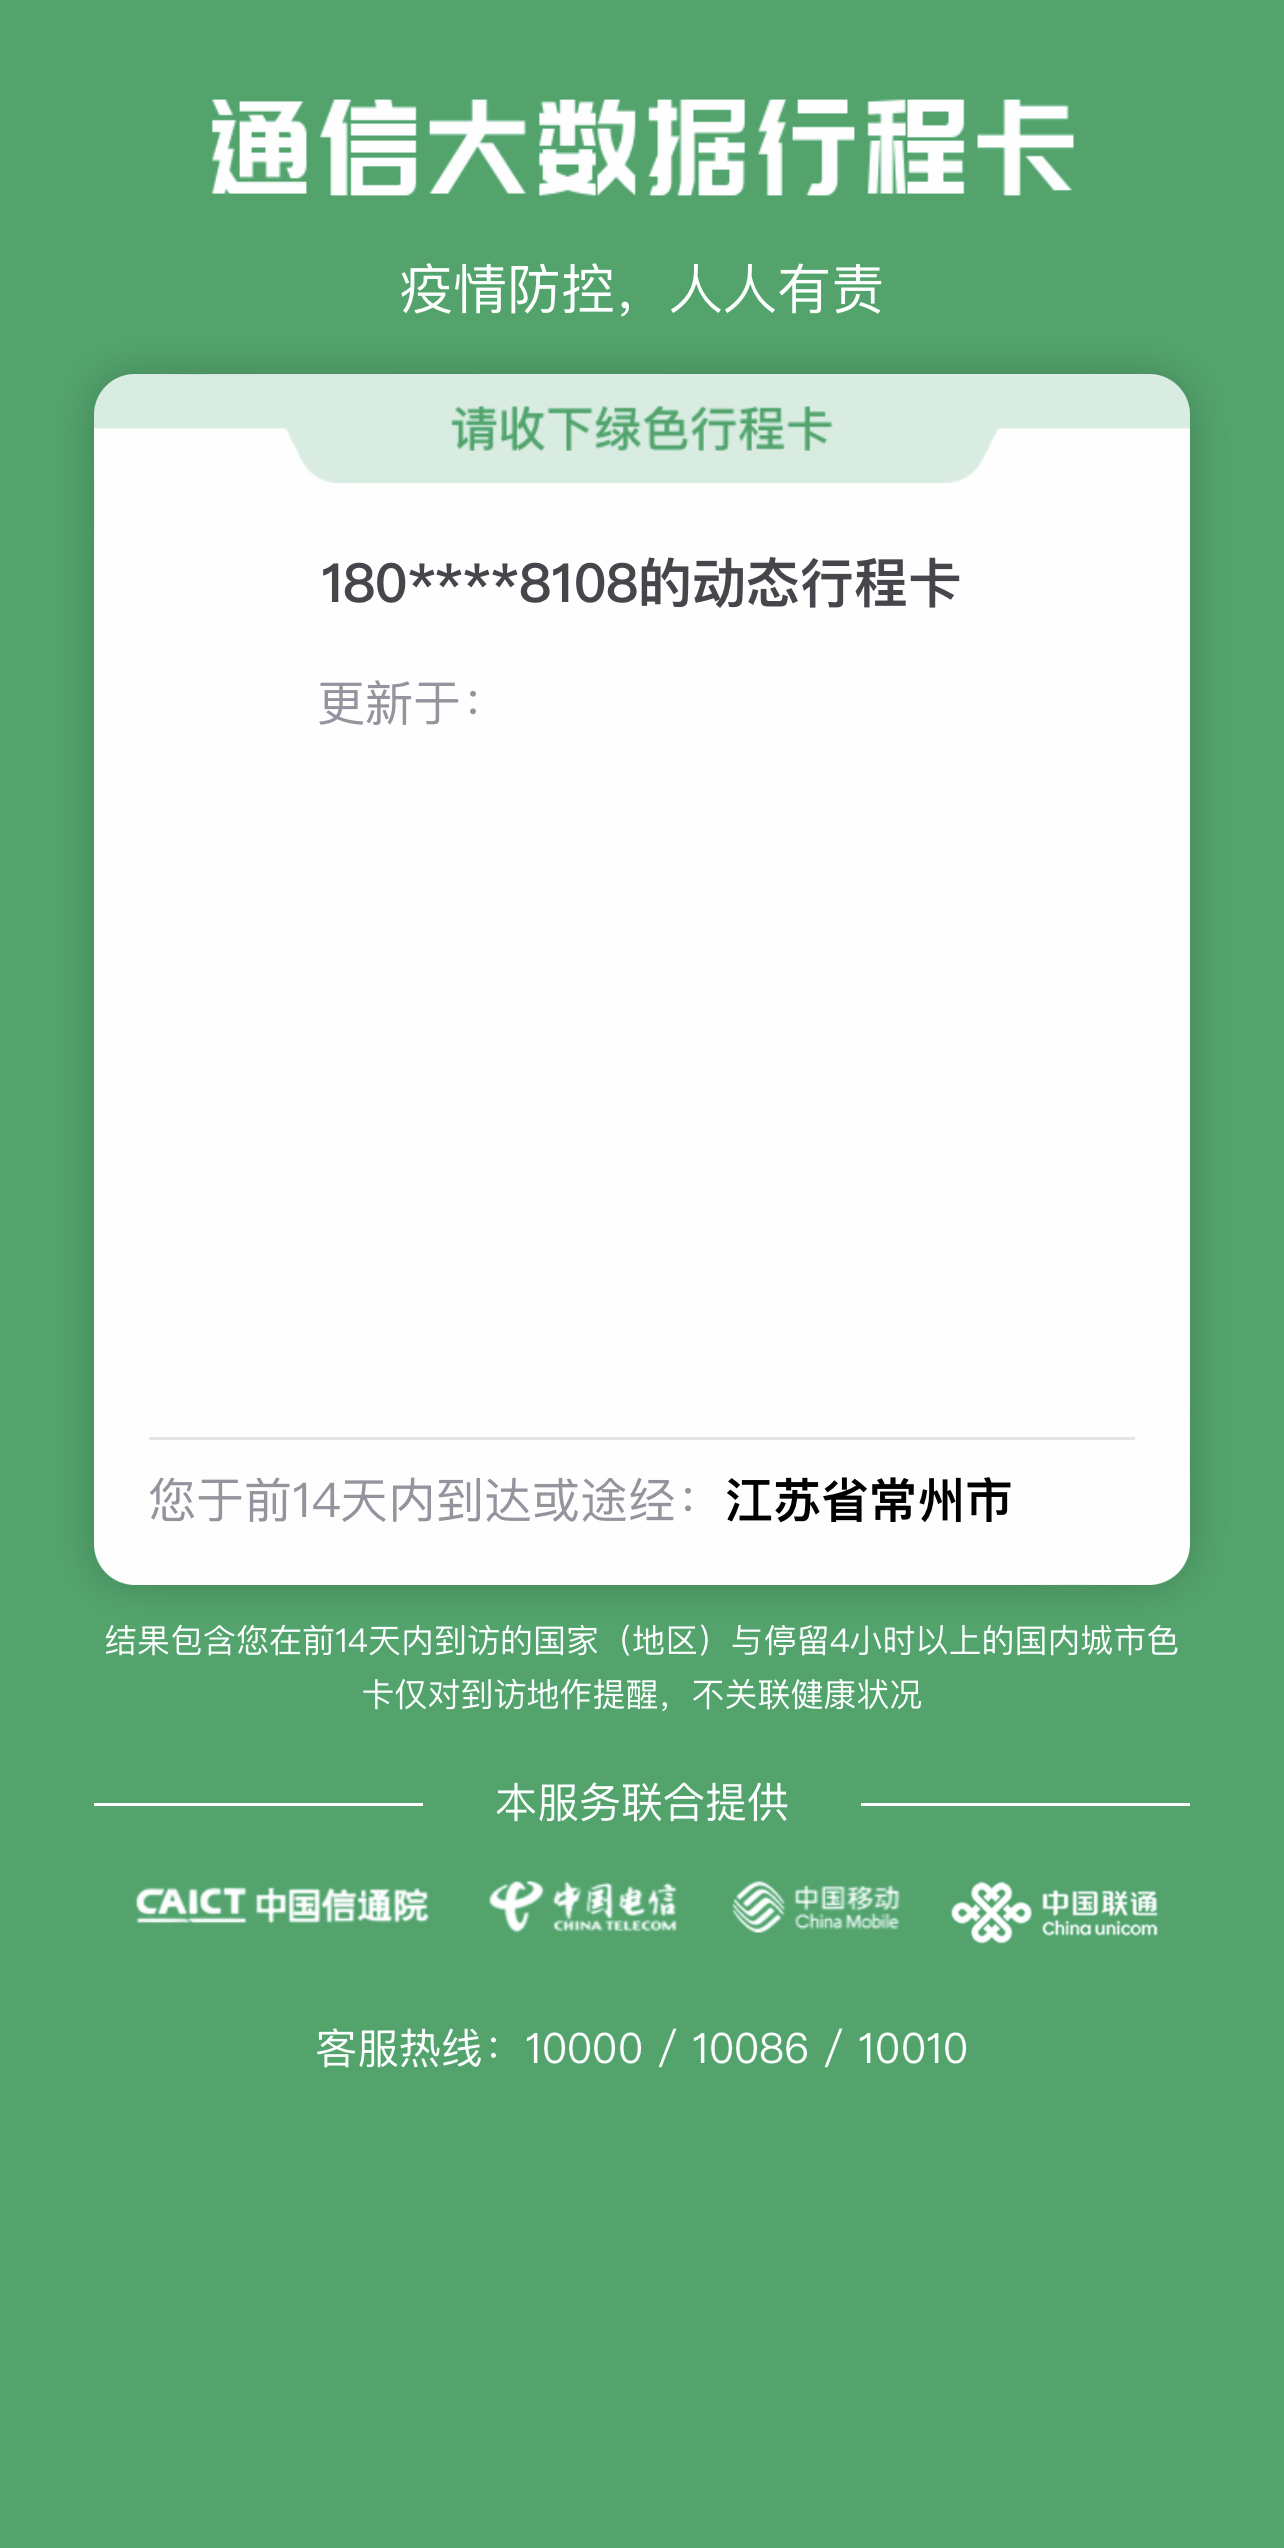 通信大数据行程卡
疫情防控，人人有责
请收下绿色行程卡
180****8108的动态行程卡
更新于：
您于前14天内到达或途经：江苏省常州市
结果包含您在前14天内到访的国家（地区）与停留4小时以上的国内城市色
卡仅对到访地作提醒，不关联健康状况
本服务联合提供
CAICT 中国信通院 中国电信 CHINA TELECOM 中国移动 China Mobile 中国联通 China unicom
客服热线：10000 / 10086 / 10010